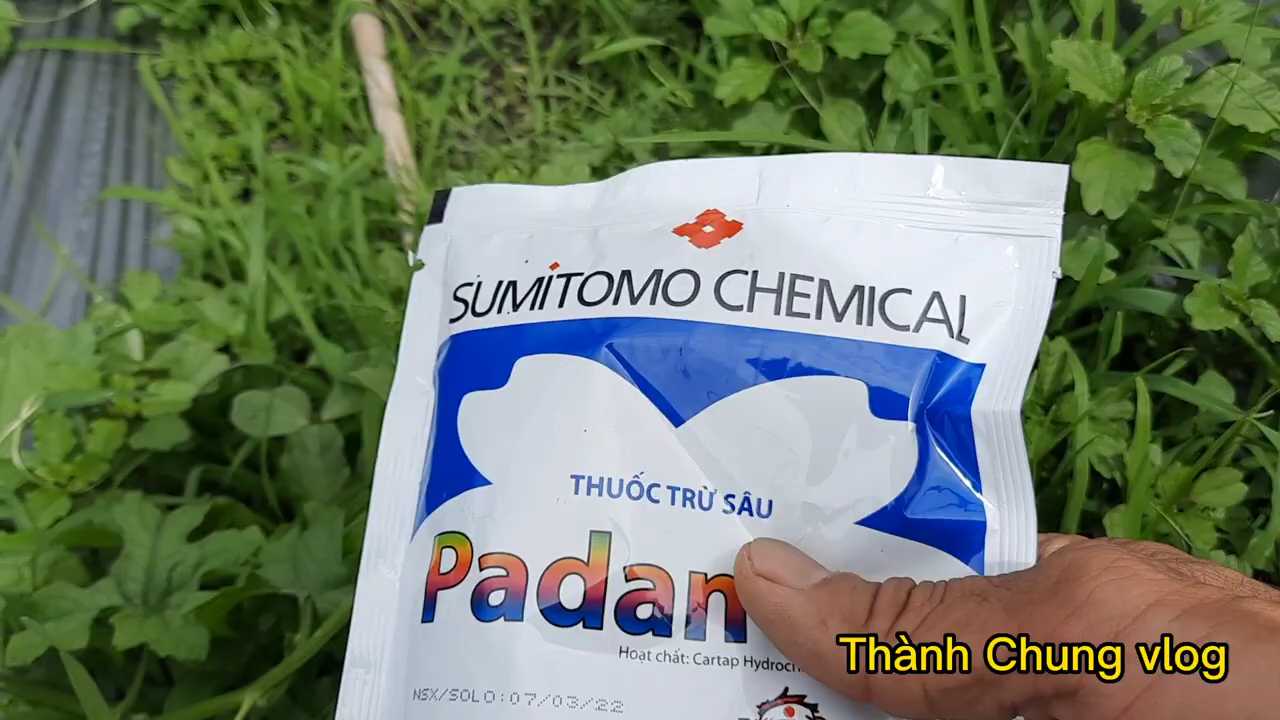 SUMITOMO CHEMICAL
THUỐC TRỪ SÂU
Padan
Hoạt chất: Cartap
NSX/SOLO:07/03/22
Thành Chung vlog